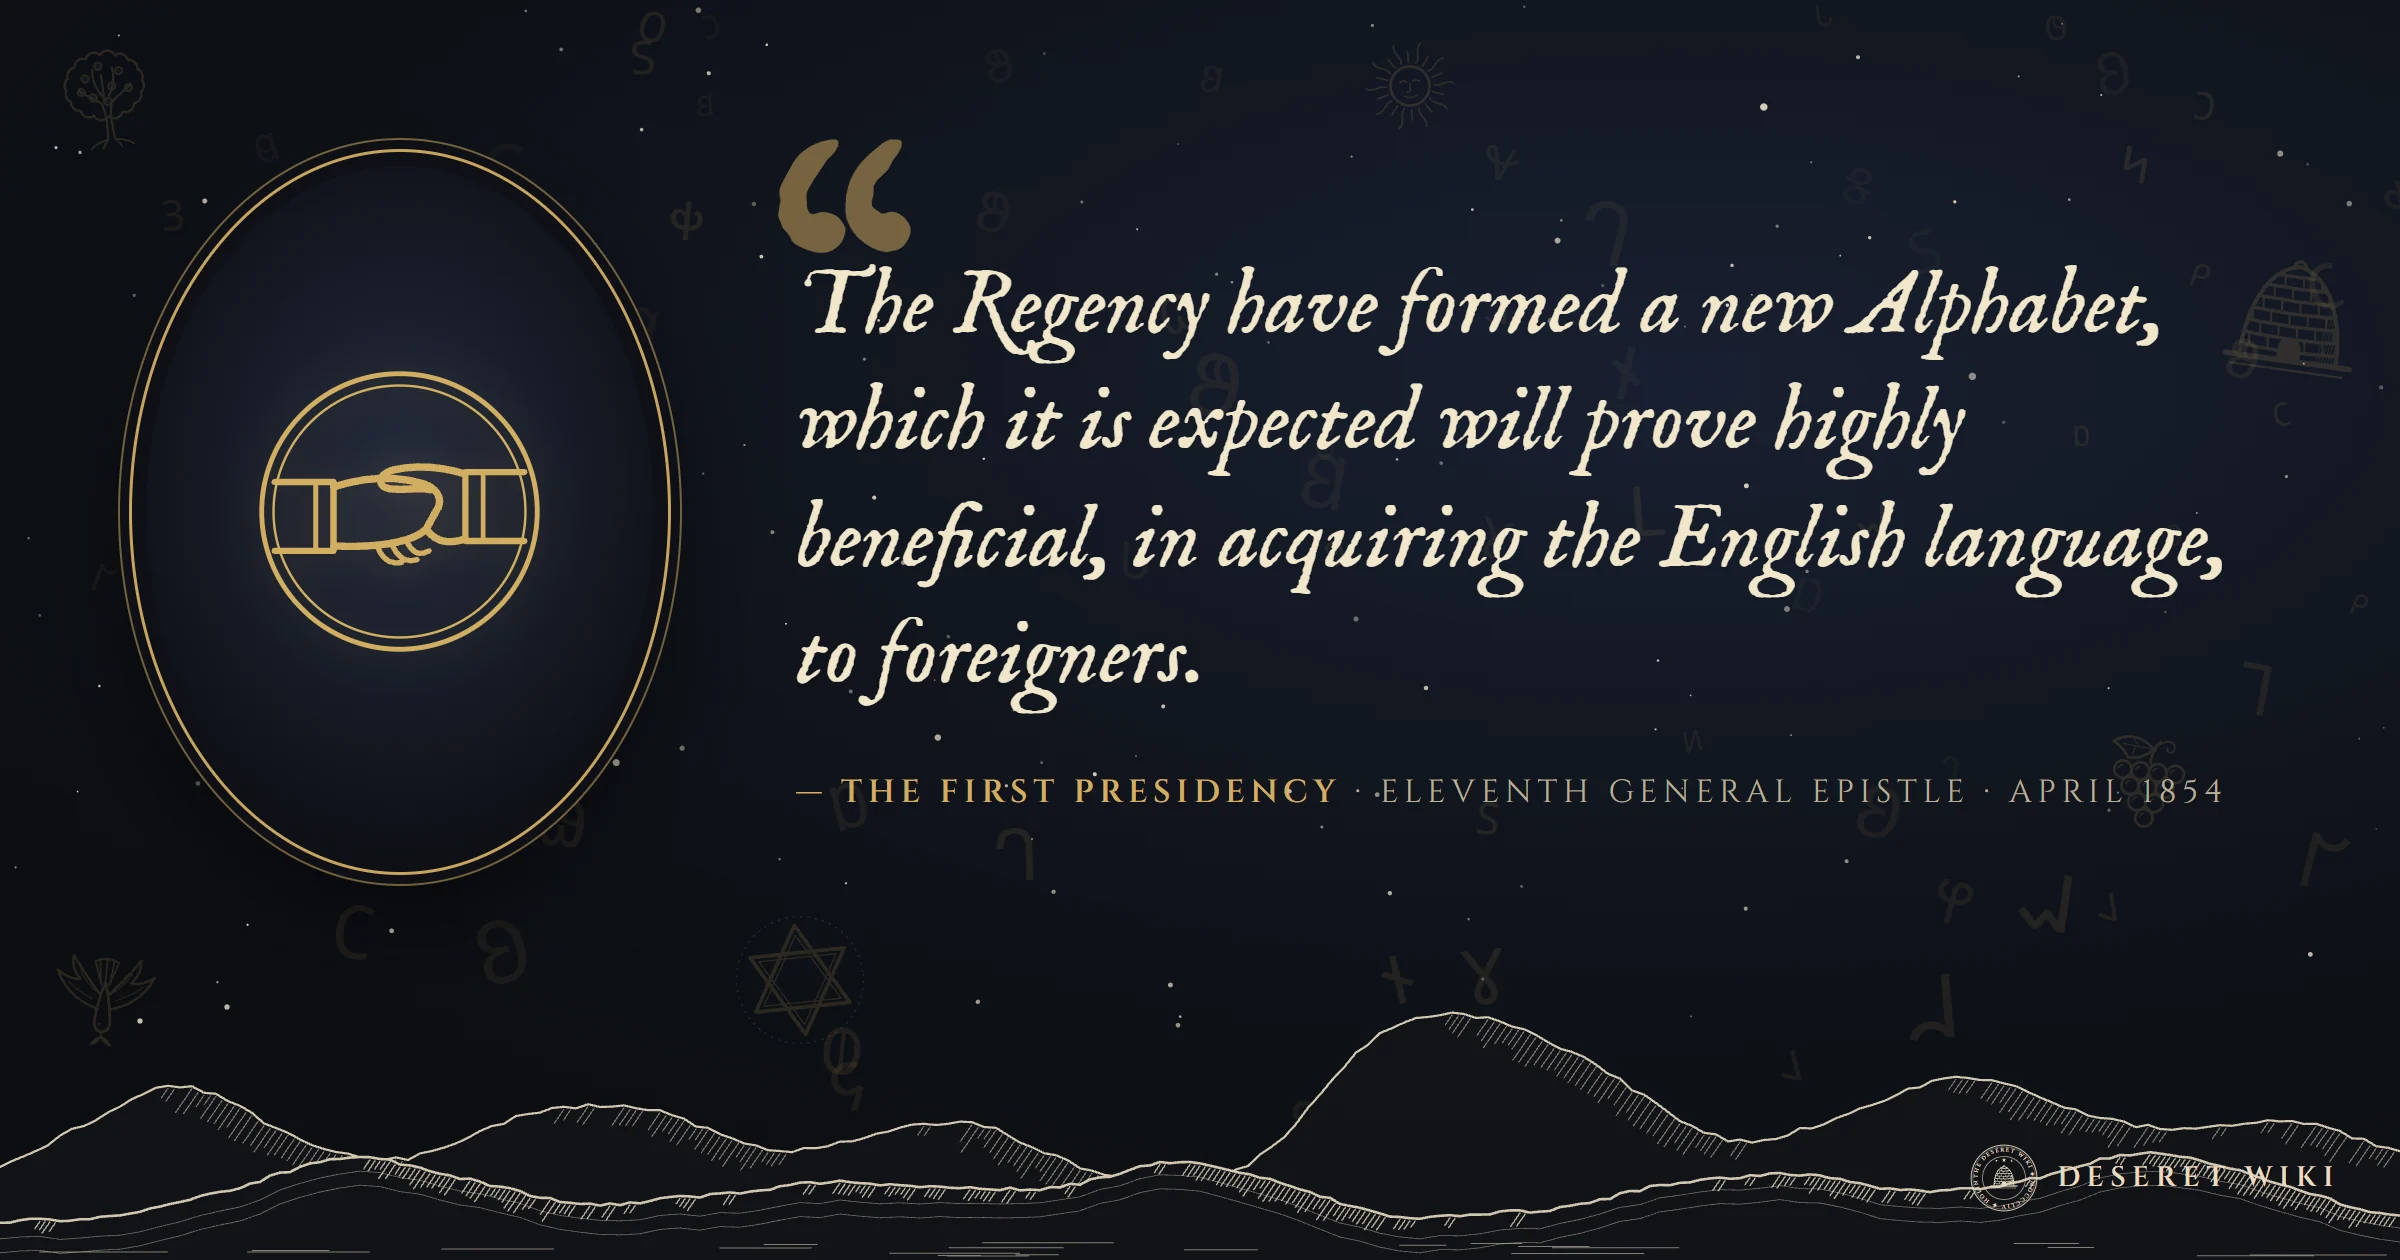 “
The Regency have formed a new Alphabet,
which it is expected will prove highly
beneficial, in acquiring the English language,
to foreigners.
— THE FIRST PRESIDENCY · ELEVENTH GENERAL EPISTLE · APRIL 1854
DESERET WIKI